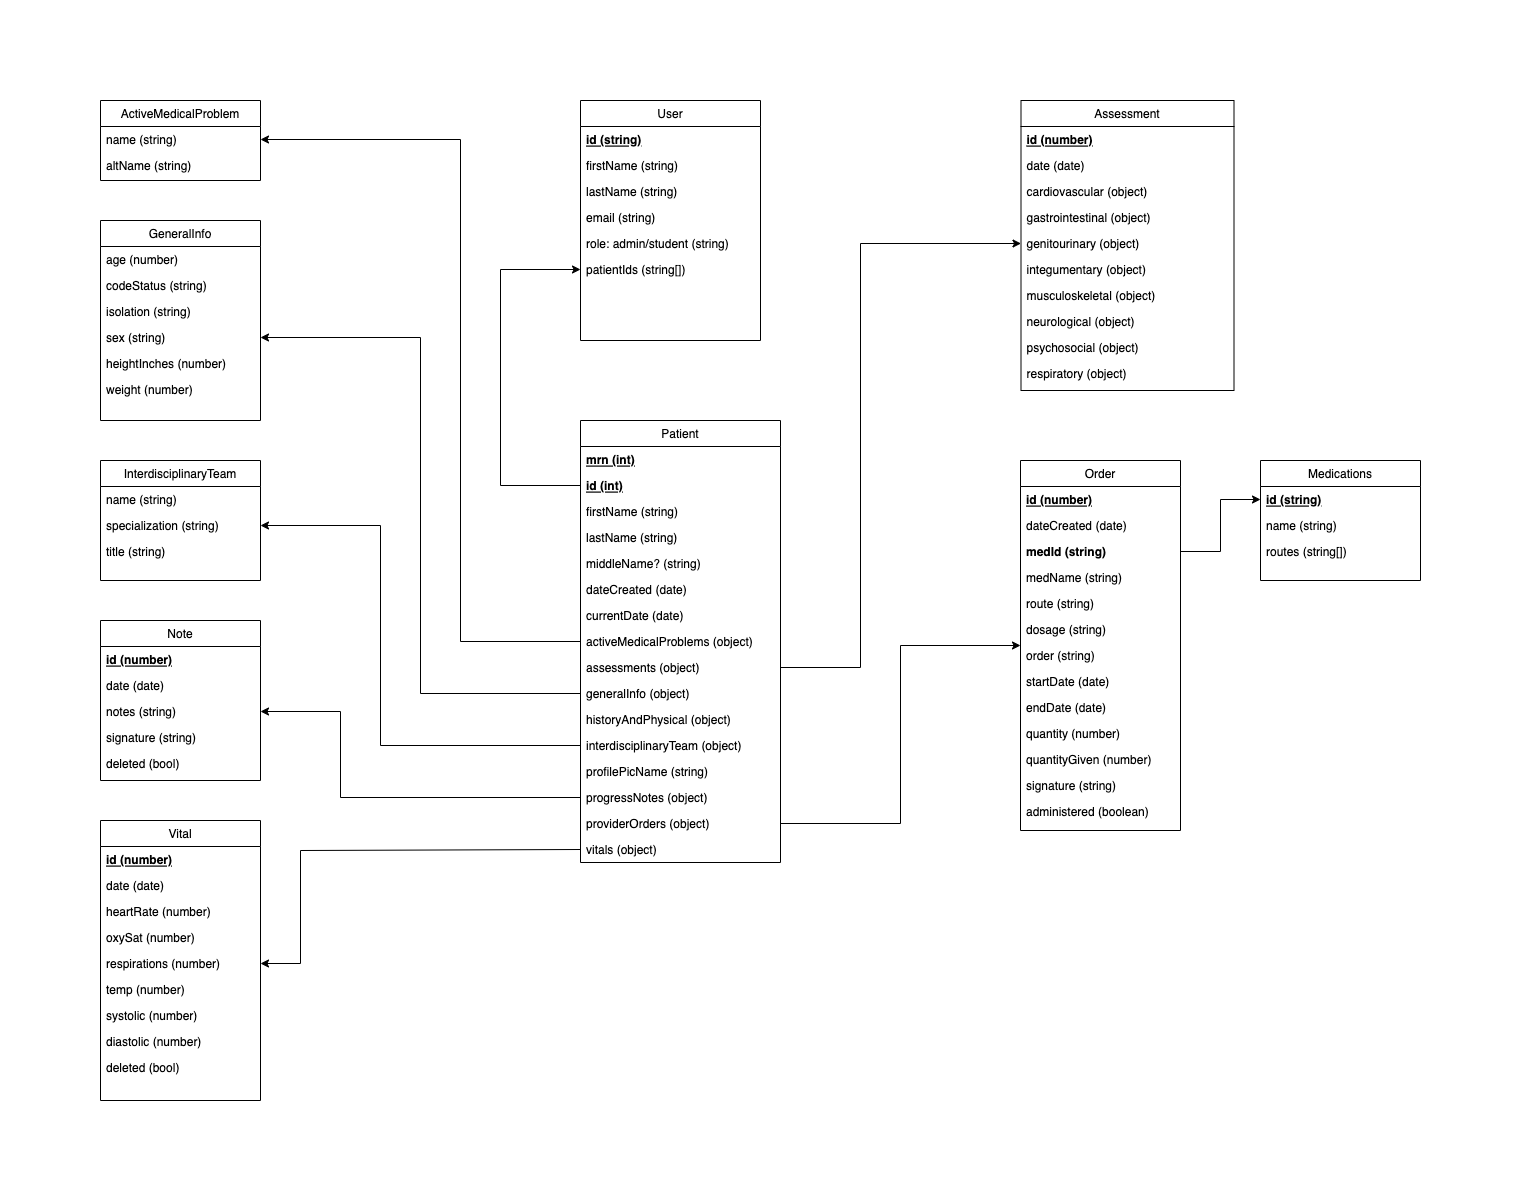 ActiveMedicalProblem
name (string)
altName (string)
GeneralInfo
age (number)
codeStatus (string)
isolation (string)
sex (string)
heightInches (number)
weight (number)
InterdisciplinaryTeam
name (string)
specialization (string)
title (string)
Note
id (number)
date (date)
notes (string)
signature (string)
deleted (bool)
Vital
id (number)
date (date)
heartRate (number)
oxySat (number)
respirations (number)
temp (number)
systolic (number)
diastolic (number)
deleted (bool)
User
id (string)
firstName (string)
lastName (string)
email (string)
role: admin/student (string)
patientIds (string[])
Patient
mrn (int)
id (int)
firstName (string)
lastName (string)
middleName? (string)
dateCreated (date)
currentDate (date)
activeMedicalProblems (object)
assessments (object)
generalInfo (object)
historyAndPhysical (object)
interdisciplinaryTeam (object)
profilePicName (string)
progressNotes (object)
providerOrders (object)
vitals (object)
Assessment
id (number)
date (date)
cardiovascular (object)
gastrointestinal (object)
genitourinary (object)
integumentary (object)
musculoskeletal (object)
neurological (object)
psychosocial (object)
respiratory (object)
Order
id (number)
dateCreated (date)
medId (string)
medName (string)
route (string)
dosage (string)
order (string)
startDate (date)
endDate (date)
quantity (number)
quantityGiven (number)
signature (string)
administered (boolean)
Medications
id (string)
name (string)
routes (string[])